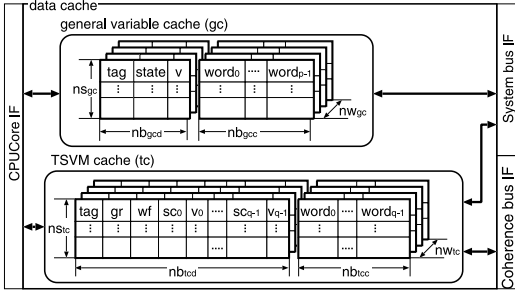 data cache
general variable cache (gc)
tag state v word0 ···· wordp-1
nsgc
nwgc
nbgcd nbgcc
TSVM cache (tc)
tag gr wf sc0 v0 ···· scq-1 vq-1 word0 ···· wordq-1
nstc
nwtc
nbtcd nbtcc
CPUCore IF
System bus IF
Coherence bus IF